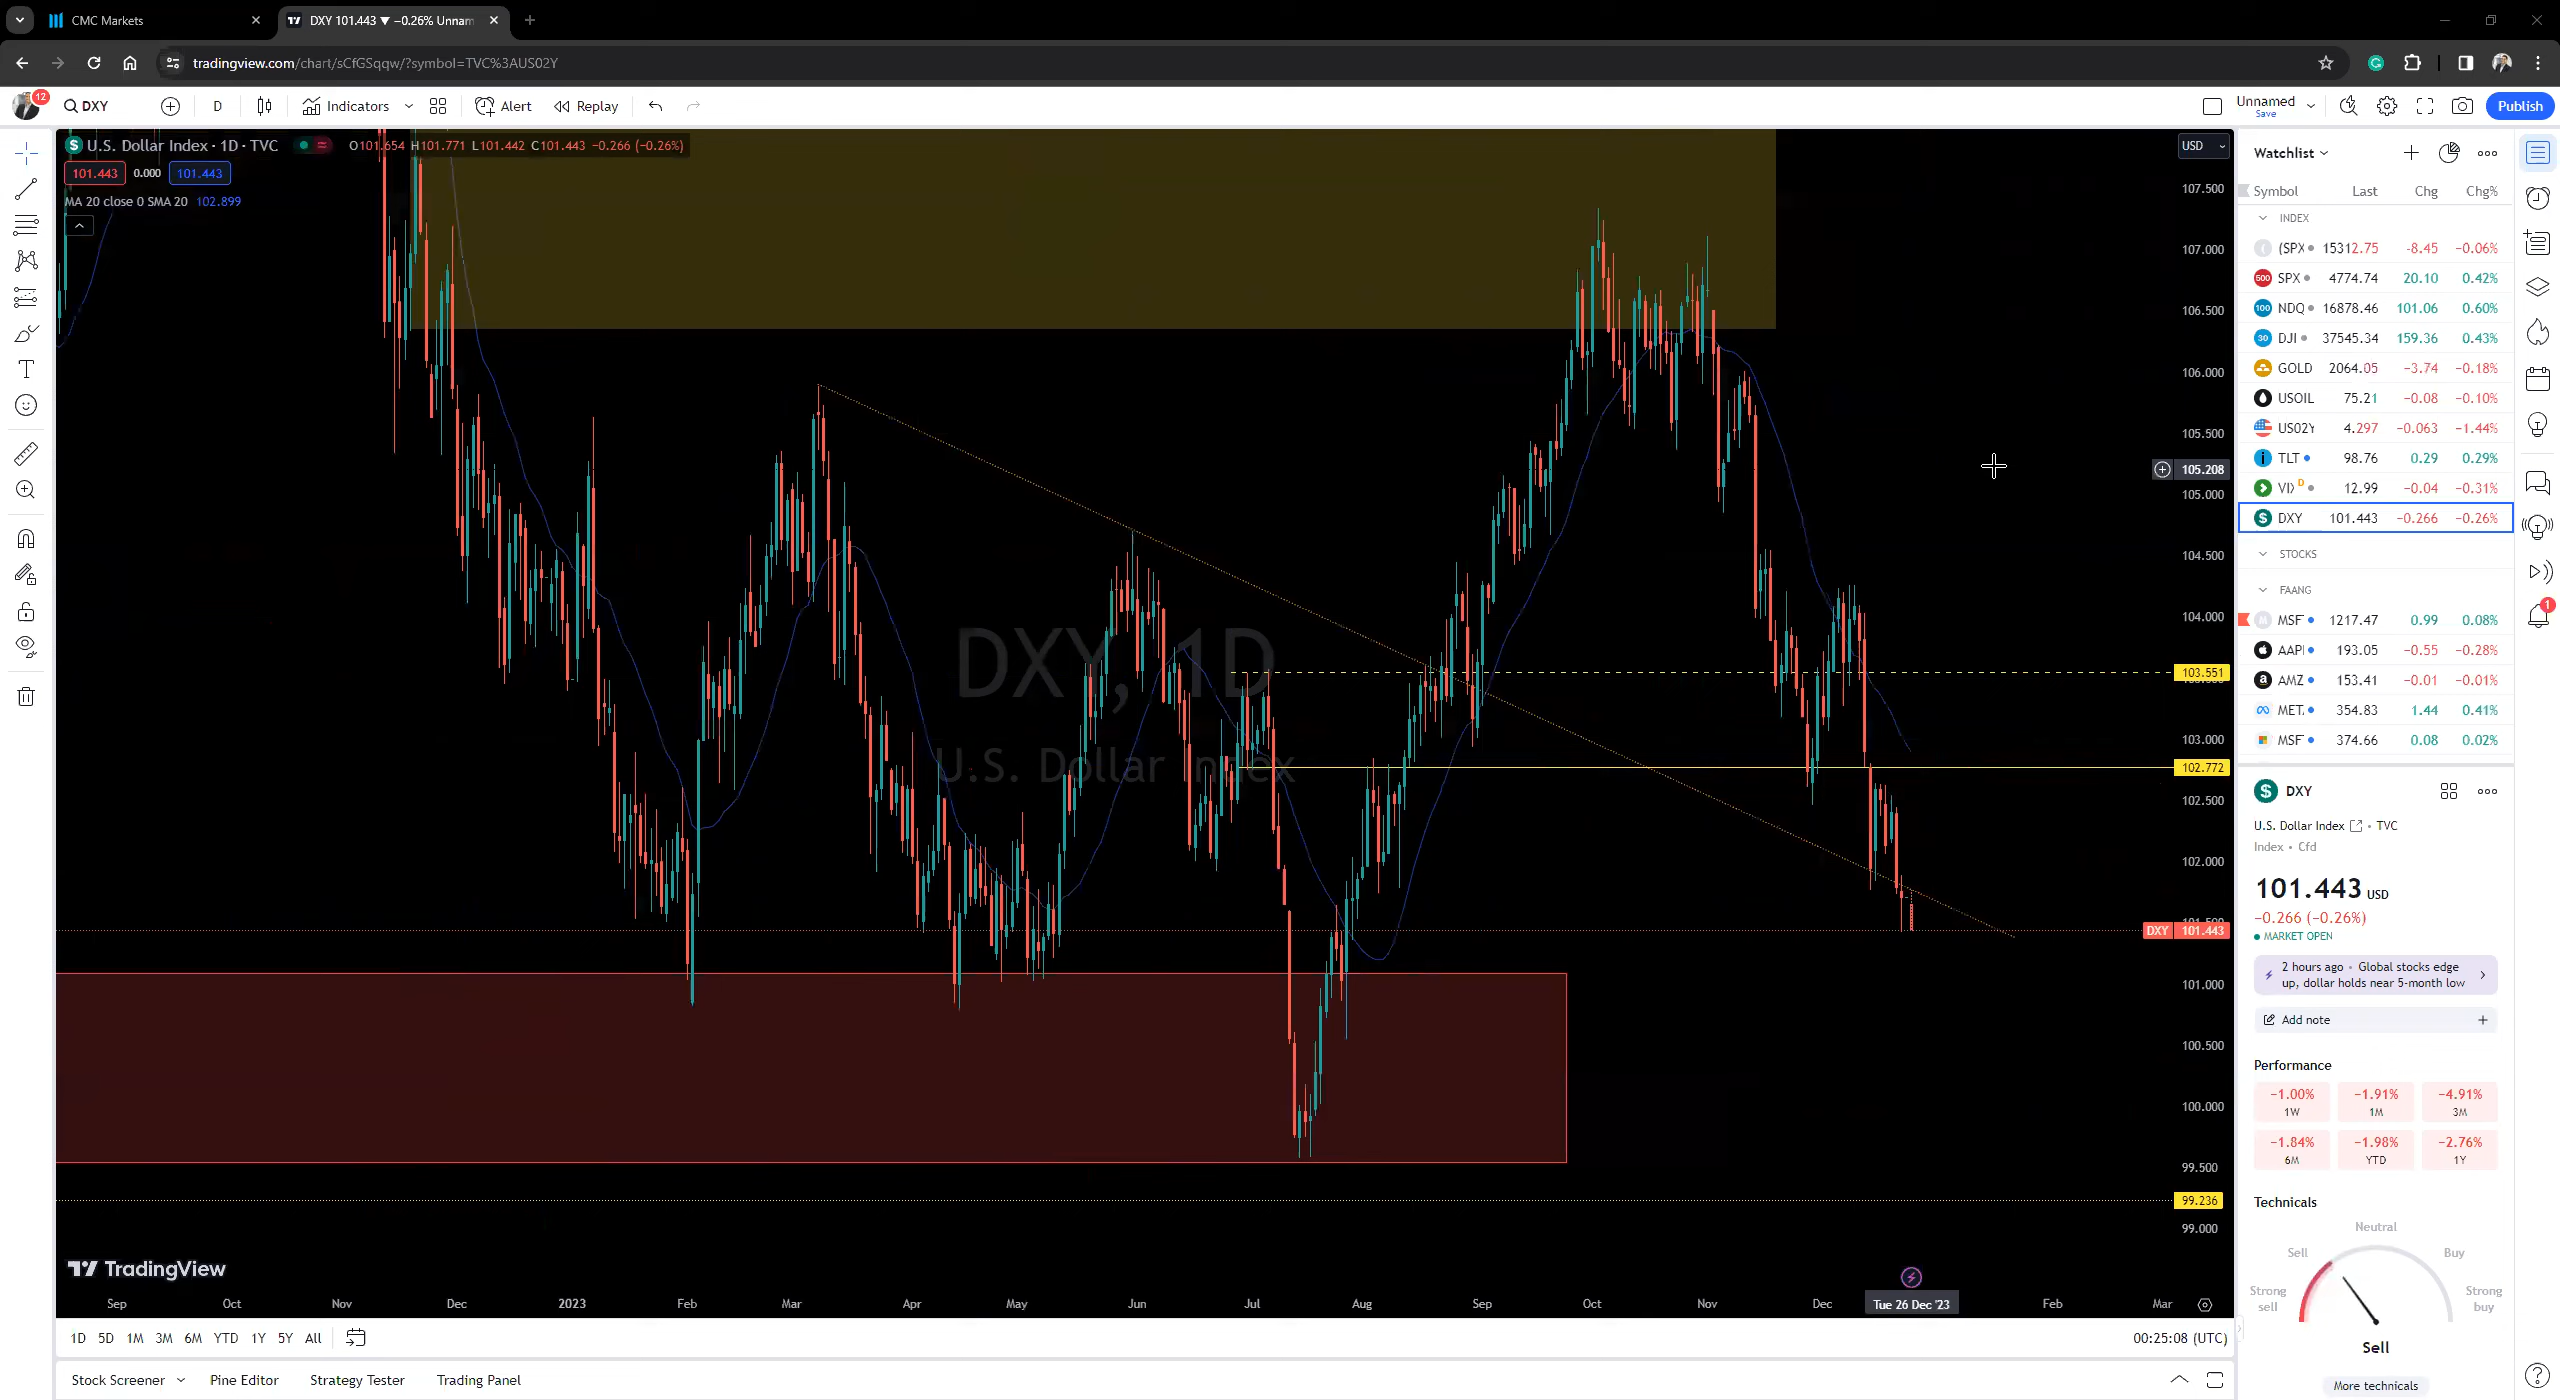 CMC Markets
DXY 101.443 ▼ −0.26% Unnam
tradingview.com/chart/sCfGSqqw/?symbol=TVC%3AUS02Y
12
DXY
D
Indicators
Alert
Replay
Unnamed
Save
Publish
U.S. Dollar Index · 1D · TVC
O101.654 H101.771 L101.442 C101.443 −0.266 (−0.26%)
101.443 0.000 101.443
MA 20 close 0 SMA 20 102.899
DXY, 1D
U.S. Dollar Index
USD
107.500
107.000
106.500
106.000
105.500
105.208
105.000
104.500
104.000
103.551
103.000
102.772
102.500
102.000
DXY 101.443
101.000
100.500
100.000
99.500
99.236
99.000
TradingView
Sep Oct Nov Dec 2023 Feb Mar Apr May Jun Jul Aug Sep Oct Nov Dec Tue 26 Dec '23 Feb Mar
1D 5D 1M 3M 6M YTD 1Y 5Y All
00:25:08 (UTC)
Stock Screener Pine Editor Strategy Tester Trading Panel
Watchlist
Symbol Last Chg Chg%
INDEX
(SPX 15312.75 −8.45 −0.06%
500 SPX 4774.74 20.10 0.42%
100 NDQ 16878.46 101.06 0.60%
30 DJI 37545.34 159.36 0.43%
GOLD 2064.05 −3.74 −0.18%
USOIL 75.21 −0.08 −0.10%
US02Y 4.297 −0.063 −1.44%
TLT 98.76 0.29 0.29%
VIX D 12.99 −0.04 −0.31%
DXY 101.443 −0.266 −0.26%
STOCKS
FAANG
MSF 1217.47 0.99 0.08%
AAPL 193.05 −0.55 −0.28%
AMZ 153.41 −0.01 −0.01%
MET 354.83 1.44 0.41%
MSF 374.66 0.08 0.02%
1
DXY
U.S. Dollar Index • TVC
Index • Cfd
101.443 USD
−0.266 (−0.26%)
MARKET OPEN
2 hours ago • Global stocks edge
up, dollar holds near 5-month low
Add note
Performance
−1.00% −1.91% −4.91%
1W 1M 3M
−1.84% −1.98% −2.76%
6M YTD 1Y
Technicals
Neutral
Sell Buy
Strong sell
Strong buy
Sell
More technicals